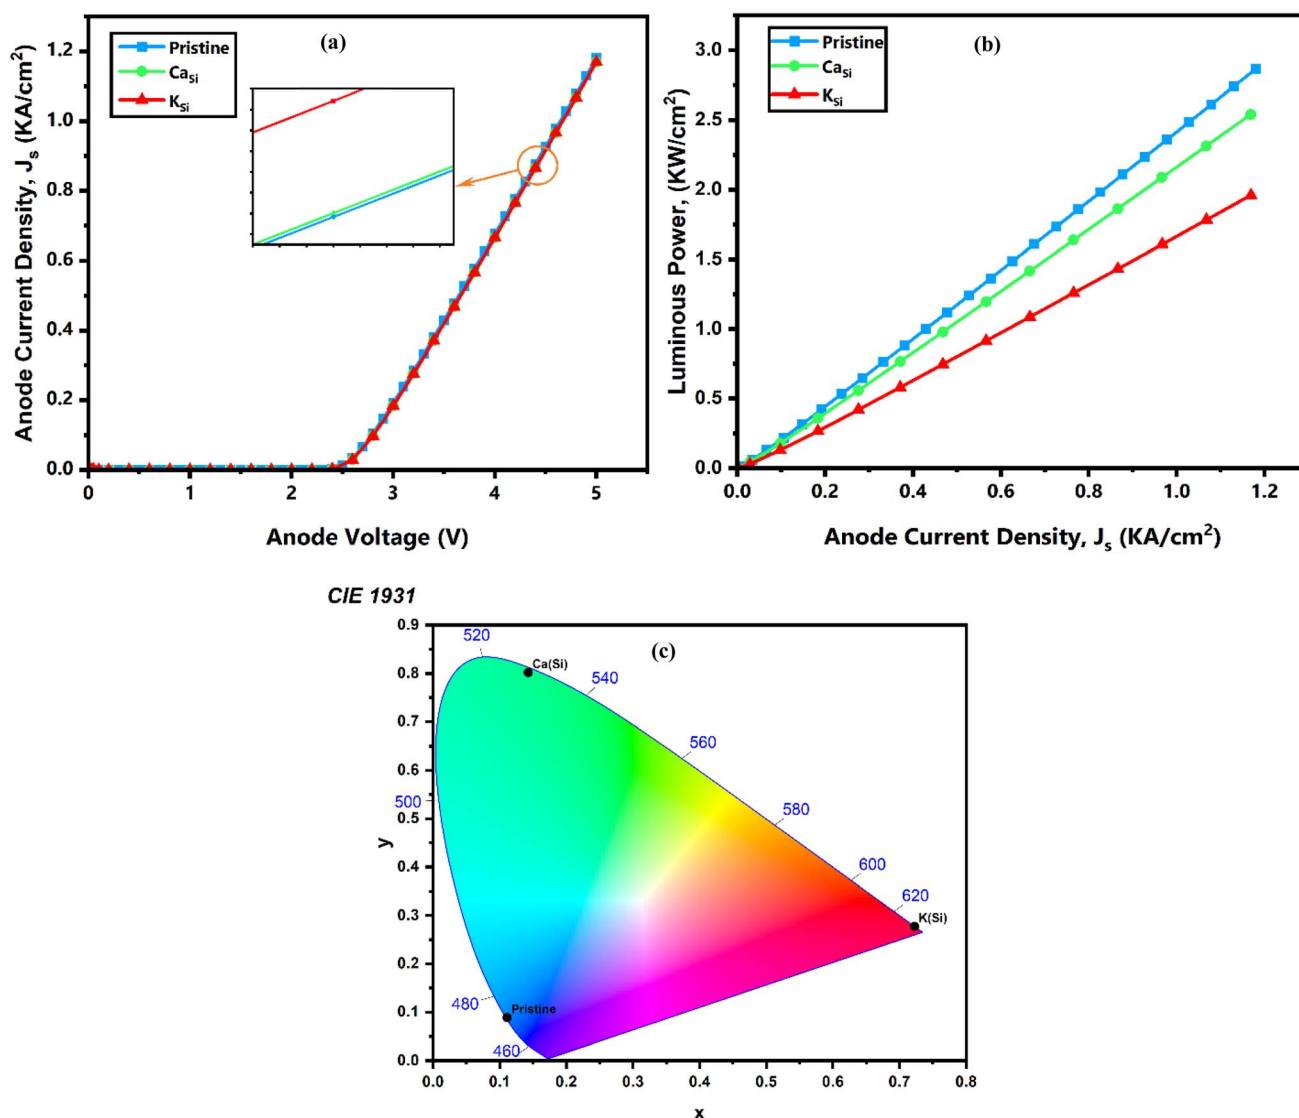 (a)
Pristine
Ca_Si
K_Si
Anode Current Density, J_s (KA/cm²)
1.2
1.0
0.8
0.6
0.4
0.2
0.0
0 1 2 3 4 5
Anode Voltage (V)
(b)
Pristine
Ca_Si
K_Si
Luminous Power, (KW/cm²)
3.0
2.5
2.0
1.5
1.0
0.5
0.0
0.0 0.2 0.4 0.6 0.8 1.0 1.2
Anode Current Density, J_s (KA/cm²)
CIE 1931
(c)
y
0.9
0.8
0.7
0.6
0.5
0.4
0.3
0.2
0.1
0.0
520
Ca(Si)
540
560
500
580
600
620
K(Si)
480
Pristine
460
0.0 0.1 0.2 0.3 0.4 0.5 0.6 0.7 0.8
x